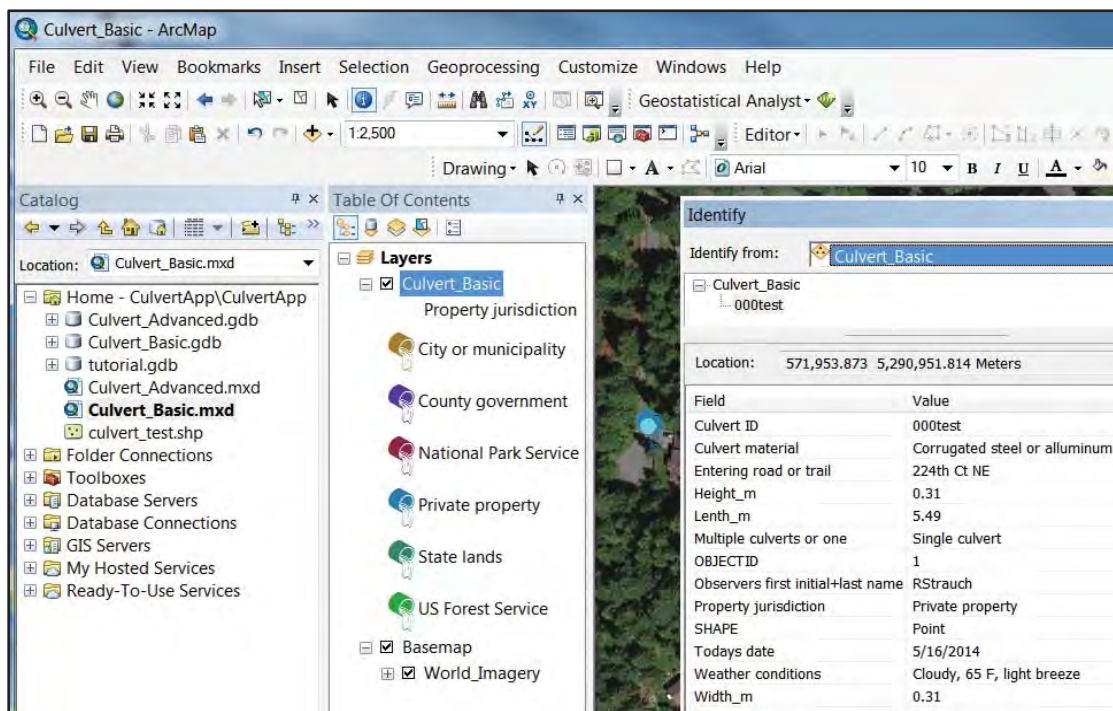 Culvert_Basic - ArcMap
File Edit View Bookmarks Insert Selection Geoprocessing Customize Windows Help
Geostatistical Analyst
1:2,500
Editor
Drawing
A
Arial
10
B I U A
Catalog
Location: Culvert_Basic.mxd
Home - CulvertApp\CulvertApp
Culvert_Advanced.gdb
Culvert_Basic.gdb
tutorial.gdb
Culvert_Advanced.mxd
Culvert_Basic.mxd
culvert_test.shp
Folder Connections
Toolboxes
Database Servers
Database Connections
GIS Servers
My Hosted Services
Ready-To-Use Services
Table Of Contents
Layers
Culvert_Basic
Property jurisdiction
City or municipality
County government
National Park Service
Private property
State lands
US Forest Service
Basemap
World_Imagery
Identify
Identify from: Culvert_Basic
Culvert_Basic
000test
Location: 571,953.873 5,290,951.814 Meters
Field Value
Culvert ID 000test
Culvert material Corrugated steel or alluminum
Entering road or trail 224th Ct NE
Height_m 0.31
Lenth_m 5.49
Multiple culverts or one Single culvert
OBJECTID 1
Observers first initial+last name RStrauch
Property jurisdiction Private property
SHAPE Point
Todays date 5/16/2014
Weather conditions Cloudy, 65 F, light breeze
Width_m 0.31